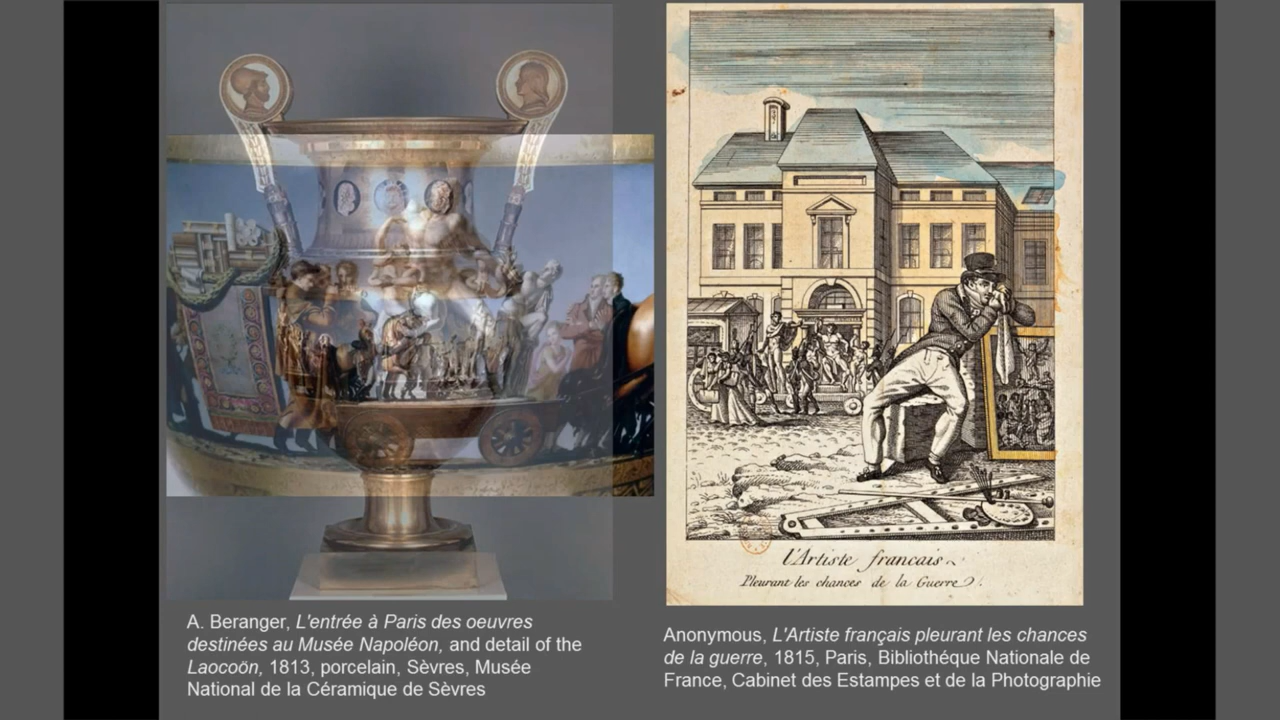 l'Artiste francais.
Pleurant les chances de la Guerre.
A. Beranger, L'entrée à Paris des oeuvres
destinées au Musée Napoléon, and detail of the
Laocoön, 1813, porcelain, Sèvres, Musée
National de la Céramique de Sèvres
Anonymous, L'Artiste français pleurant les chances
de la guerre, 1815, Paris, Bibliothéque Nationale de
France, Cabinet des Estampes et de la Photographie